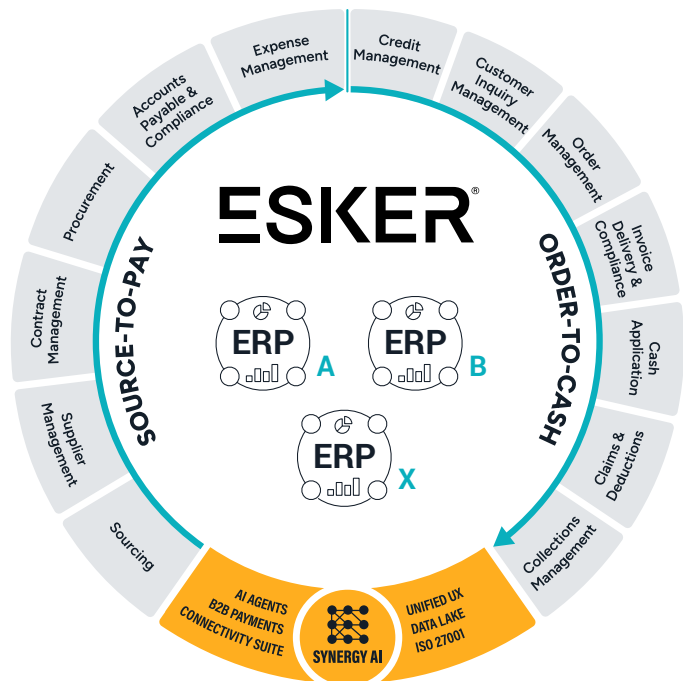 Expense
Management
Credit
Management
Customer
Inquiry
Management
Order
Management
Invoice
Delivery &
Compliance
Cash
Application
Claims &
Deductions
Collections
Management
Accounts
Payable &
Compliance
Procurement
Contract
Management
Supplier
Management
Sourcing
SOURCE-TO-PAY
ORDER-TO-CASH
ESKER®
ERP
A
ERP
B
ERP
X
AI AGENTS
B2B PAYMENTS
CONNECTIVITY SUITE
SYNERGY AI
UNIFIED UX
DATA LAKE
ISO 27001